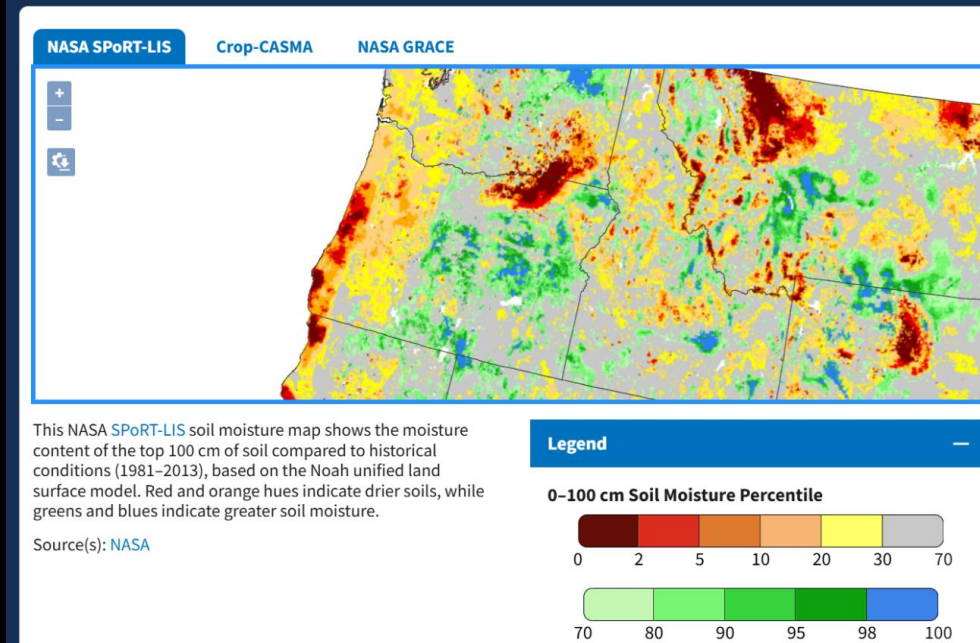 NASA SPoRT-LIS Crop-CASMA NASA GRACE
+
−
This NASA SPoRT-LIS soil moisture map shows the moisture
content of the top 100 cm of soil compared to historical
conditions (1981–2013), based on the Noah unified land
surface model. Red and orange hues indicate drier soils, while
greens and blues indicate greater soil moisture.
Source(s): NASA
Legend
0–100 cm Soil Moisture Percentile
0 2 5 10 20 30 70
70 80 90 95 98 100